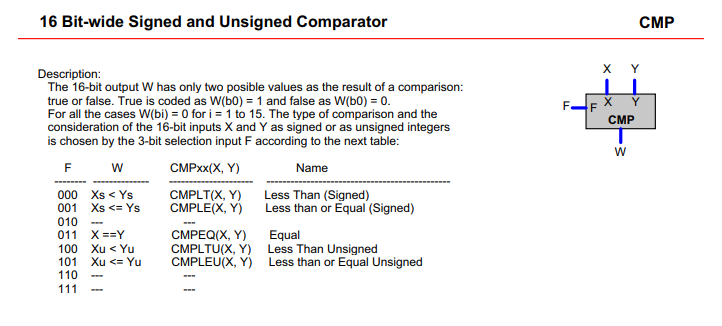 16 Bit-wide Signed and Unsigned Comparator CMP
Description:
The 16-bit output W has only two posible values as the result of a comparison:
true or false. True is coded as W(b0) = 1 and false as W(b0) = 0.
For all the cases W(bi) = 0 for i = 1 to 15. The type of comparison and the
consideration of the 16-bit inputs X and Y as signed or as unsigned integers
is chosen by the 3-bit selection input F according to the next table:
F W CMPxx(X, Y) Name
-------- -------------- --------------------- ----------------------------------------------
000 Xs < Ys CMPLT(X, Y) Less Than (Signed)
001 Xs <= Ys CMPLE(X, Y) Less than or Equal (Signed)
010 --- ---
011 X ==Y CMPEQ(X, Y) Equal
100 Xu < Yu CMPLTU(X, Y) Less Than Unsigned
101 Xu <= Yu CMPLEU(X, Y) Less than or Equal Unsigned
110 --- ---
111 --- ---
X Y
F F X Y
CMP
W